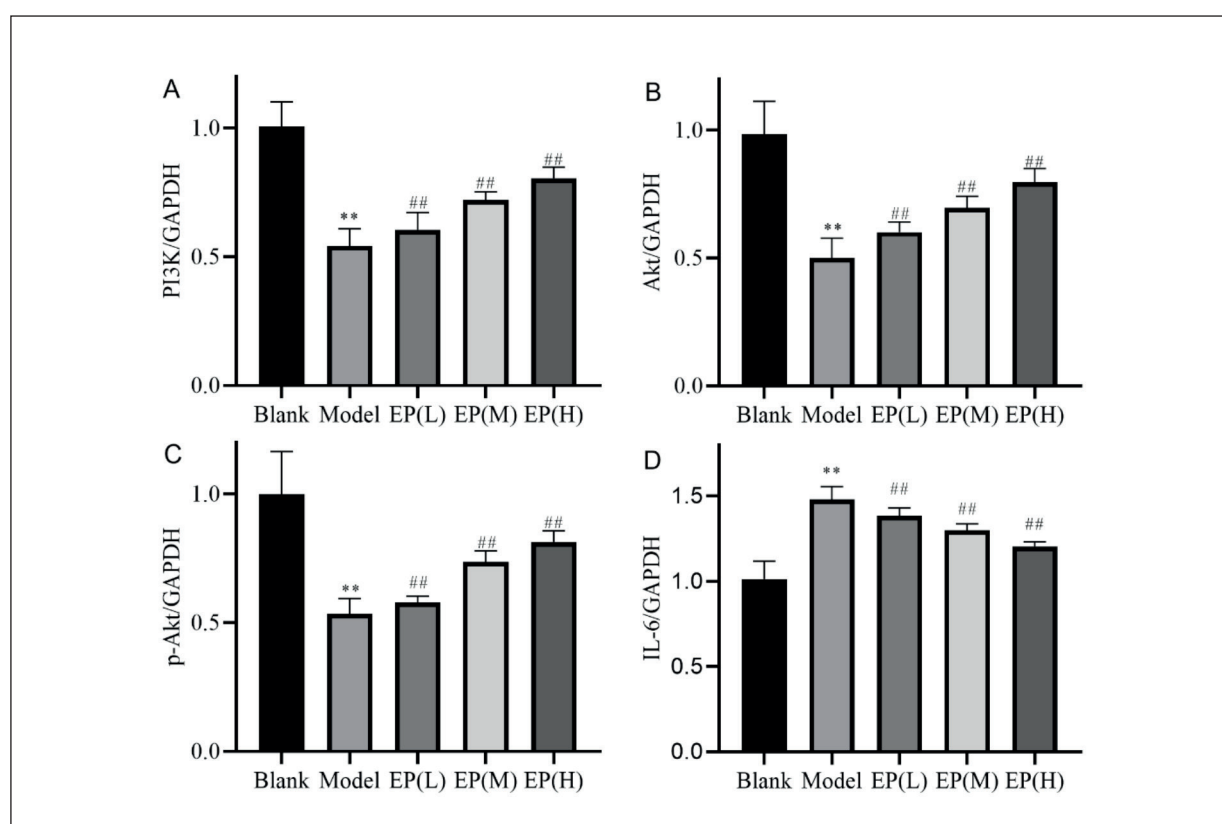 A
PI3K/GAPDH
1.0
0.5
0.0
**
##
##
##
Blank Model EP(L) EP(M) EP(H)
B
Akt/GAPDH
1.0
0.5
0.0
**
##
##
##
Blank Model EP(L) EP(M) EP(H)
C
p-Akt/GAPDH
1.0
0.5
0.0
**
##
##
##
Blank Model EP(L) EP(M) EP(H)
D
IL-6/GAPDH
1.5
1.0
0.5
0.0
**
##
##
##
Blank Model EP(L) EP(M) EP(H)